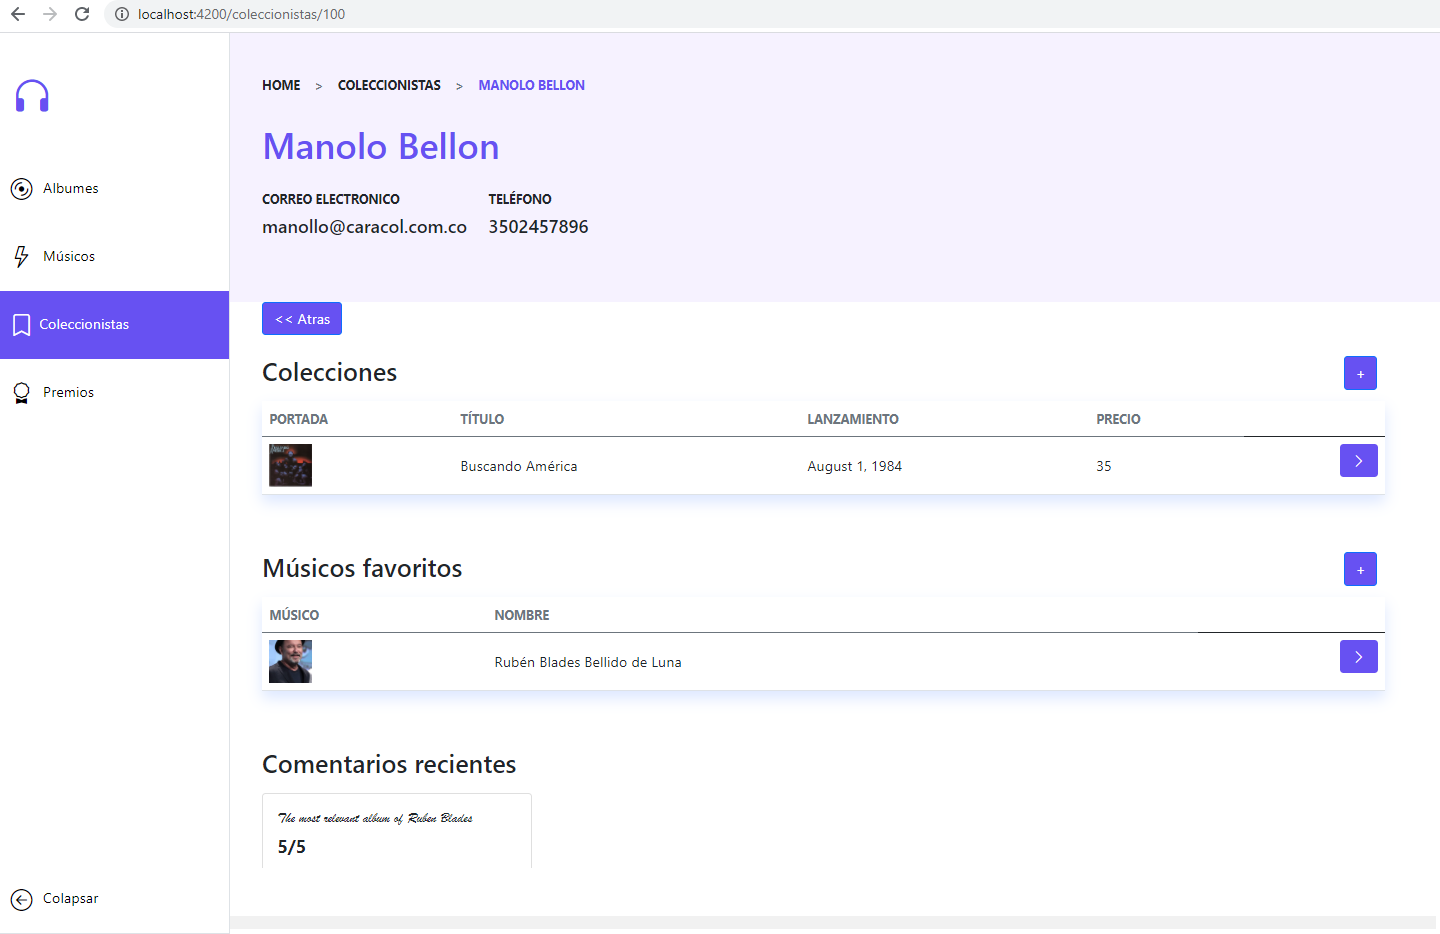 localhost:4200/coleccionistas/100
HOME > COLECCIONISTAS > MANOLO BELLON
Manolo Bellon
CORREO ELECTRONICO TELÉFONO
manollo@caracol.com.co 3502457896
Albumes
Músicos
Coleccionistas
Premios
Colapsar
<< Atras
Colecciones +
PORTADA TÍTULO LANZAMIENTO PRECIO
Buscando América August 1, 1984 35
Músicos favoritos +
MÚSICO NOMBRE
Rubén Blades Bellido de Luna
Comentarios recientes
The most relevant album of Ruben Blades
5/5